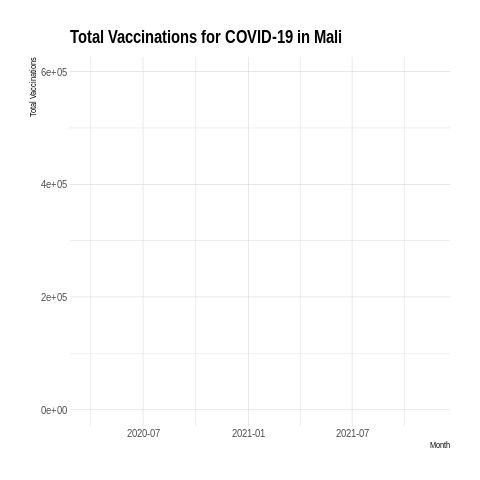 Total Vaccinations for COVID-19 in Mali
Total Vaccinations
6e+05
4e+05
2e+05
0e+00
2020-07 2021-01 2021-07
Month